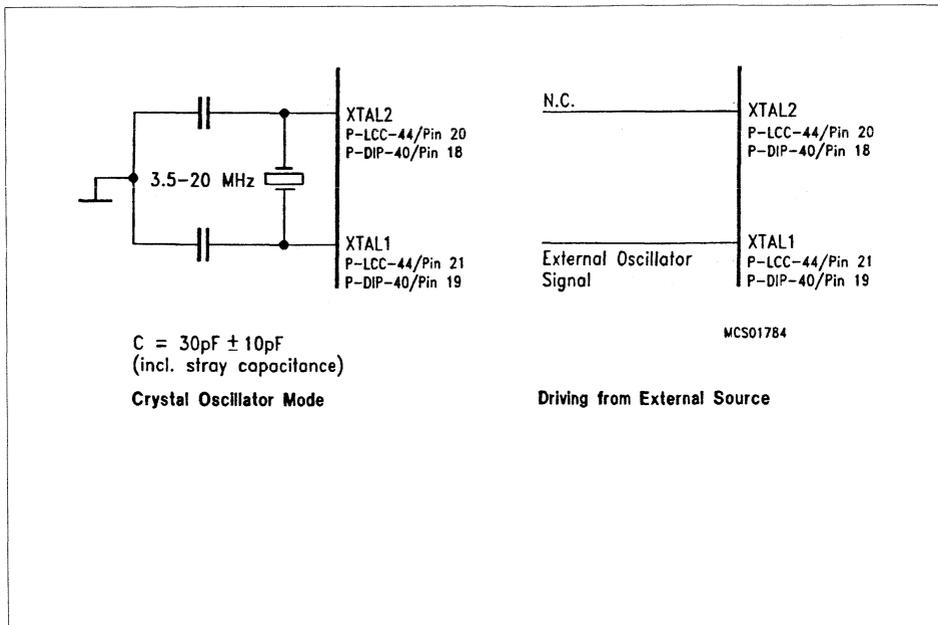 XTAL2
P-LCC-44/Pin 20
P-DIP-40/Pin 18
3.5-20 MHz
XTAL1
P-LCC-44/Pin 21
P-DIP-40/Pin 19
C = 30pF ± 10pF
(incl. stray capacitance)
Crystal Oscillator Mode
N.C.
XTAL2
P-LCC-44/Pin 20
P-DIP-40/Pin 18
XTAL1
P-LCC-44/Pin 21
P-DIP-40/Pin 19
External Oscillator
Signal
MCS01784
Driving from External Source